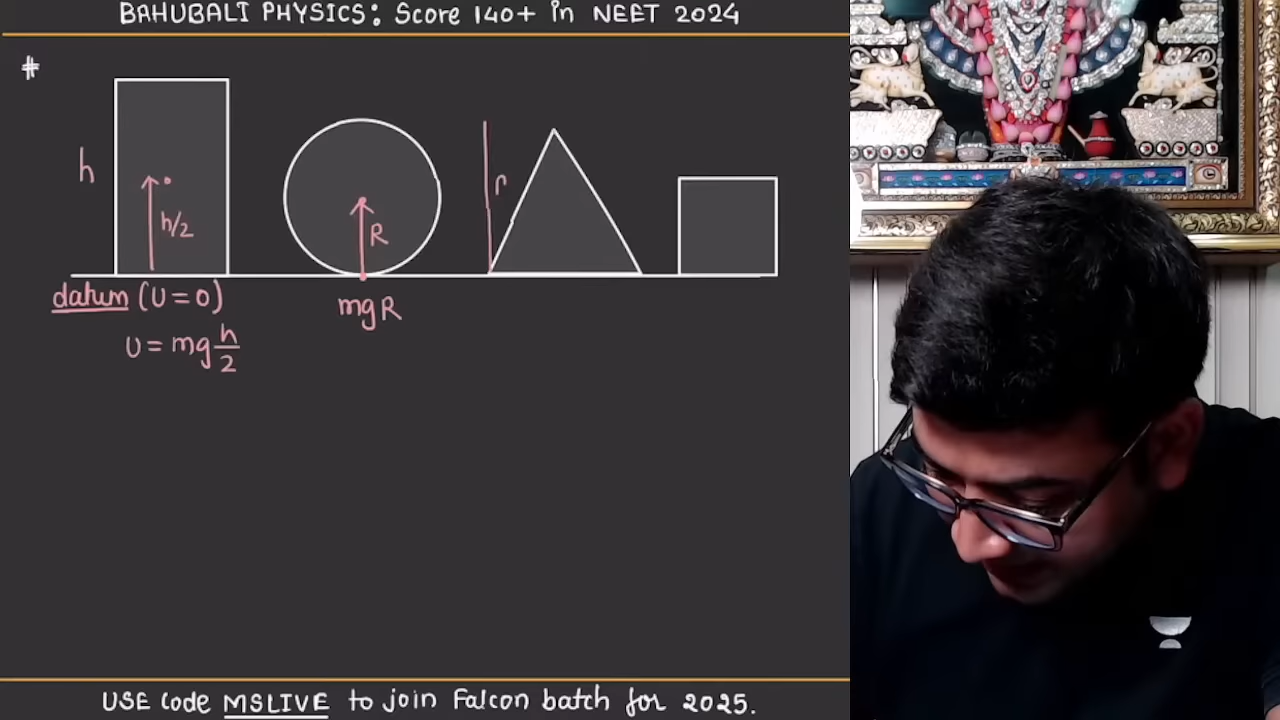 BAHUBALI PHYSICS: Score 140+ in NEET 2024
#
h
h/2
R
datum (U=0)
mgR
U = mg h/2
USE Code MSLIVE to join Falcon batch for 2025.